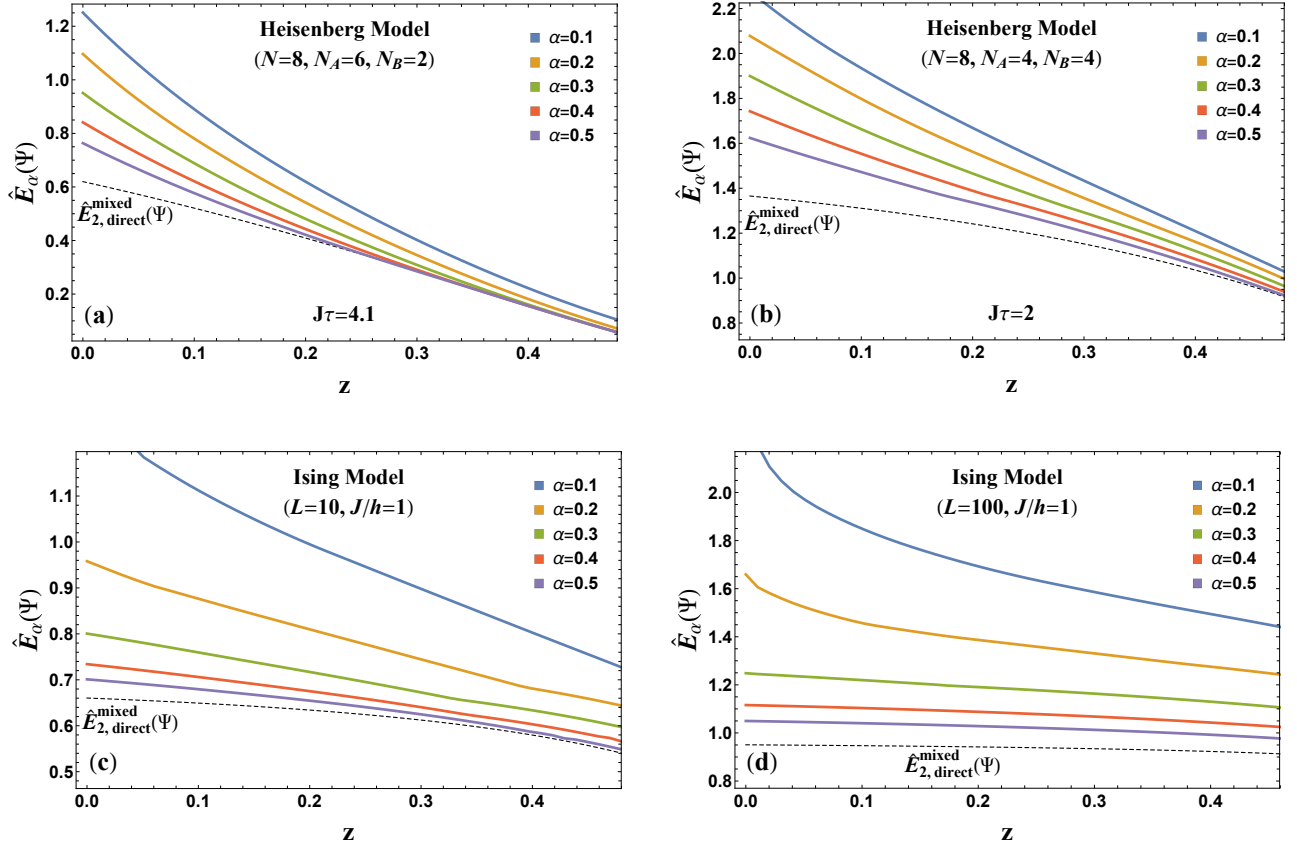 Heisenberg Model
(N=8, N_A=6, N_B=2)
α=0.1
α=0.2
α=0.3
α=0.4
α=0.5
Ê_α(Ψ)
1.2
1.0
0.8
0.6
0.4
0.2
Ê^mixed_2, direct(Ψ)
(a)
Jτ=4.1
0.0
0.1
0.2
0.3
0.4
z
Heisenberg Model
(N=8, N_A=4, N_B=4)
α=0.1
α=0.2
α=0.3
α=0.4
α=0.5
Ê_α(Ψ)
2.2
2.0
1.8
1.6
1.4
1.2
1.0
0.8
Ê^mixed_2, direct(Ψ)
(b)
Jτ=2
0.0
0.1
0.2
0.3
0.4
z
Ising Model
(L=10, J/h=1)
α=0.1
α=0.2
α=0.3
α=0.4
α=0.5
Ê_α(Ψ)
1.1
1.0
0.9
0.8
0.7
0.6
0.5
Ê^mixed_2, direct(Ψ)
(c)
0.0
0.1
0.2
0.3
0.4
z
Ising Model
(L=100, J/h=1)
α=0.1
α=0.2
α=0.3
α=0.4
α=0.5
Ê_α(Ψ)
2.0
1.8
1.6
1.4
1.2
1.0
0.8
Ê^mixed_2, direct(Ψ)
(d)
0.0
0.1
0.2
0.3
0.4
z